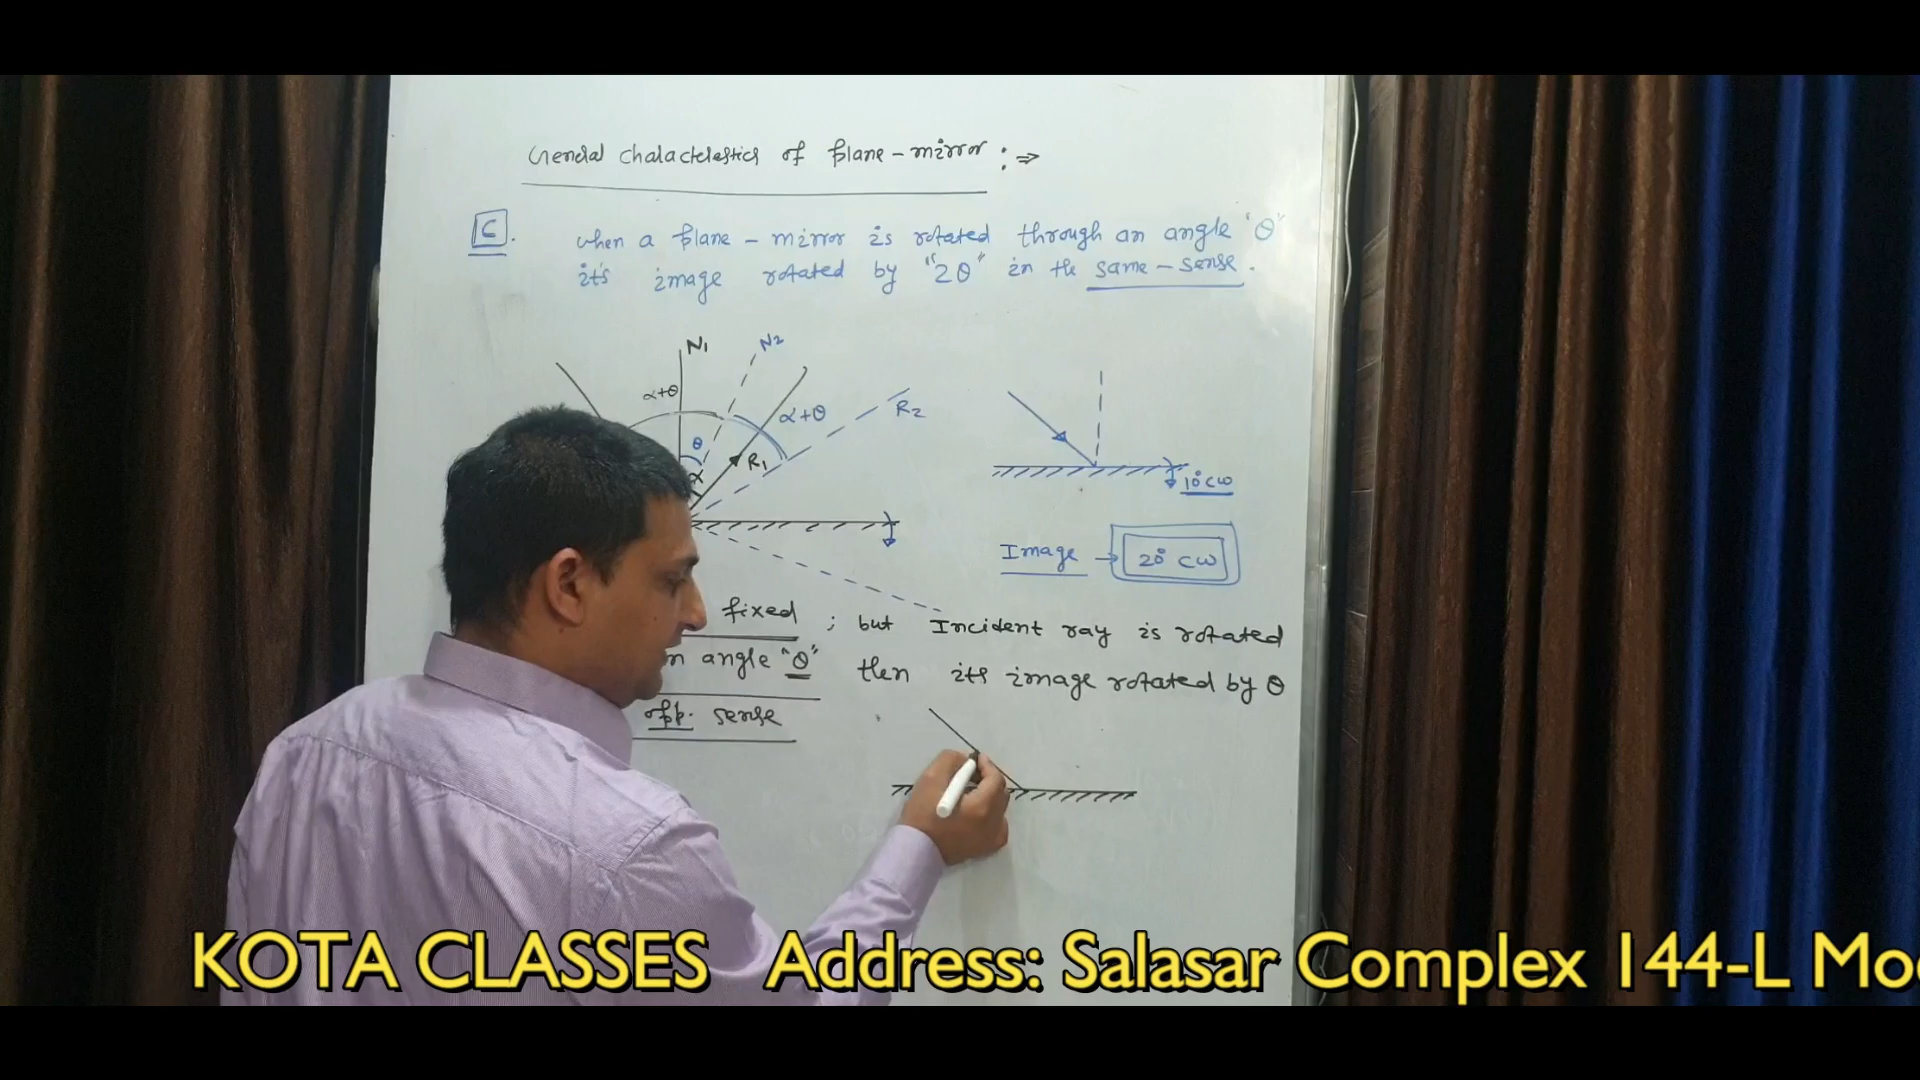 General characteristics of plane-mirror :⇒
C. when a plane-mirror is rotated through an angle "θ"
it's image rotated by "2θ" in the same-sense.
N1
N2
α+θ
θ
α
R1
α+θ
R2
10° cw
Image → 20° cw
fixed ; but Incident ray is rotated
angle "θ" then its image rotated by θ
opp. sense
KOTA CLASSES Address: Salasar Complex 144-L Mo